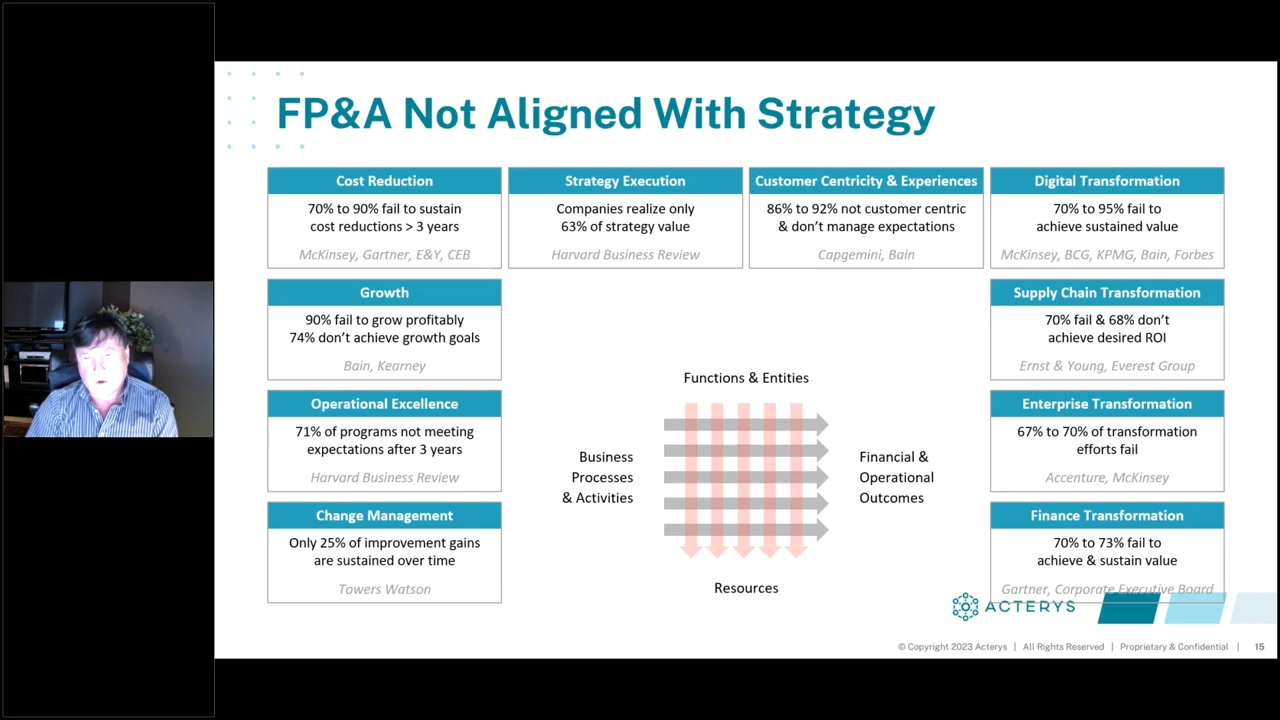 FP&A Not Aligned With Strategy
Cost Reduction
70% to 90% fail to sustain
cost reductions > 3 years
McKinsey, Gartner, E&Y, CEB
Strategy Execution
Companies realize only
63% of strategy value
Harvard Business Review
Customer Centricity & Experiences
86% to 92% not customer centric
& don't manage expectations
Capgemini, Bain
Digital Transformation
70% to 95% fail to
achieve sustained value
McKinsey, BCG, KPMG, Bain, Forbes
Growth
90% fail to grow profitably
74% don't achieve growth goals
Bain, Kearney
Supply Chain Transformation
70% fail & 68% don't
achieve desired ROI
Ernst & Young, Everest Group
Operational Excellence
71% of programs not meeting
expectations after 3 years
Harvard Business Review
Enterprise Transformation
67% to 70% of transformation
efforts fail
Accenture, McKinsey
Change Management
Only 25% of improvement gains
are sustained over time
Towers Watson
Finance Transformation
70% to 73% fail to
achieve & sustain value
Gartner, Corporate Executive Board
Functions & Entities
Business
Processes
& Activities
Financial &
Operational
Outcomes
Resources
ACTERYS
© Copyright 2023 Acterys | All Rights Reserved | Proprietary & Confidential | 15